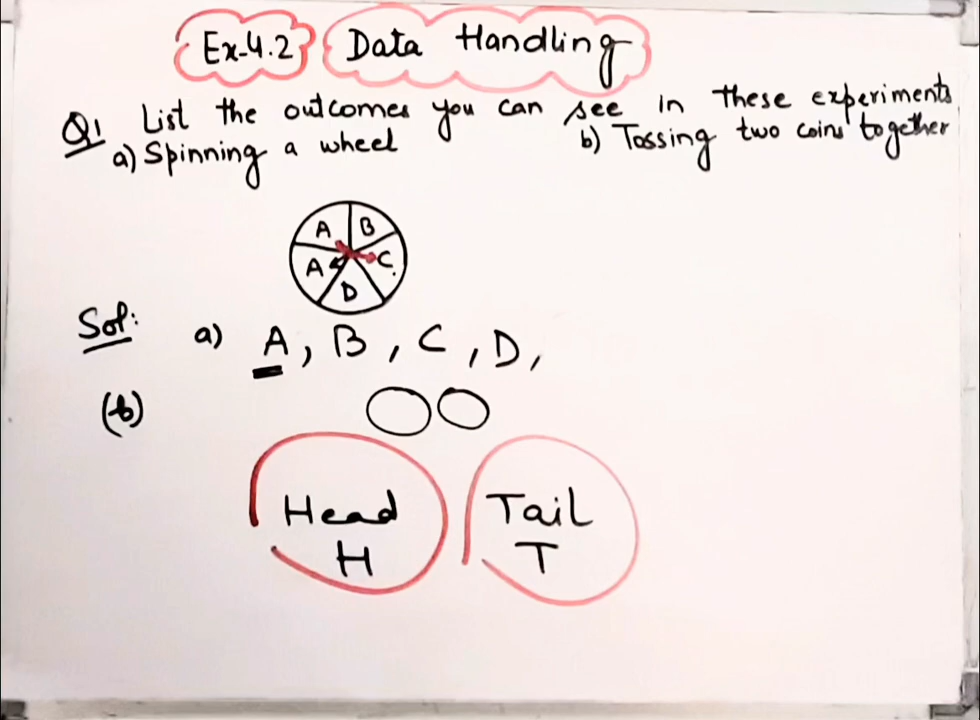 Ex-4.2 Data Handling
Q1 List the outcomes you can see in these experiments
a) Spinning a wheel b) Tossing two coins together
A B
A C
D
Sol: a) A, B, C, D,
(b)
Head Tail
H T